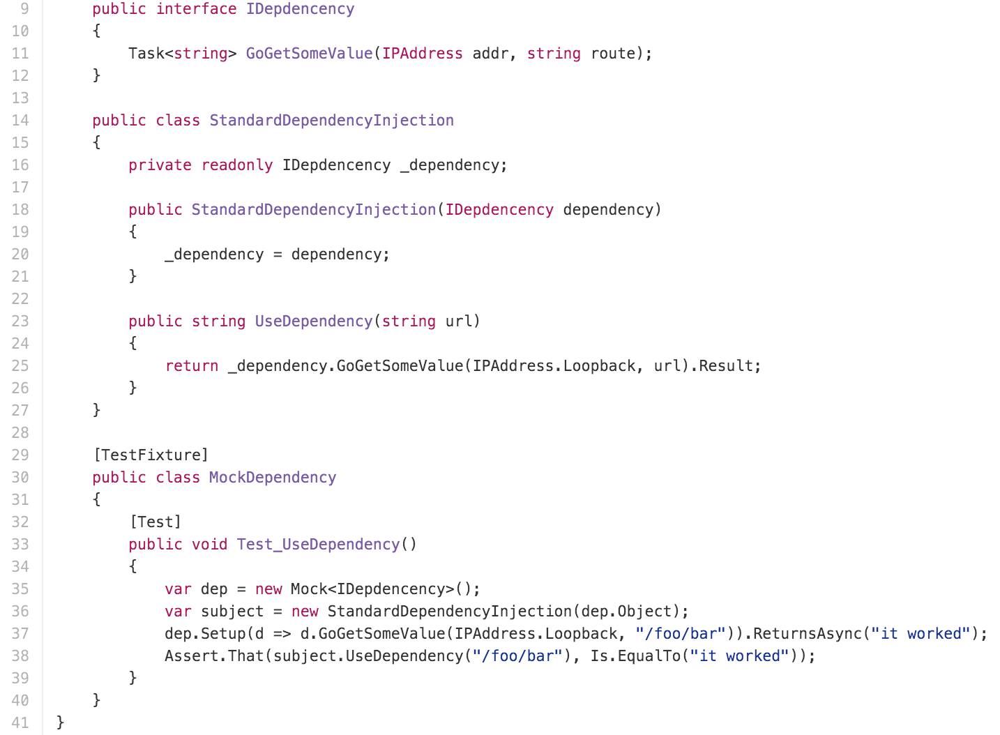 9 public interface IDepdencency
10 {
11 Task<string> GoGetSomeValue(IPAddress addr, string route);
12 }
13
14 public class StandardDependencyInjection
15 {
16 private readonly IDepdencency _dependency;
17
18 public StandardDependencyInjection(IDepdencency dependency)
19 {
20 _dependency = dependency;
21 }
22
23 public string UseDependency(string url)
24 {
25 return _dependency.GoGetSomeValue(IPAddress.Loopback, url).Result;
26 }
27 }
28
29 [TestFixture]
30 public class MockDependency
31 {
32 [Test]
33 public void Test_UseDependency()
34 {
35 var dep = new Mock<IDepdencency>();
36 var subject = new StandardDependencyInjection(dep.Object);
37 dep.Setup(d => d.GoGetSomeValue(IPAddress.Loopback, "/foo/bar")).ReturnsAsync("it worked");
38 Assert.That(subject.UseDependency("/foo/bar"), Is.EqualTo("it worked"));
39 }
40 }
41 }